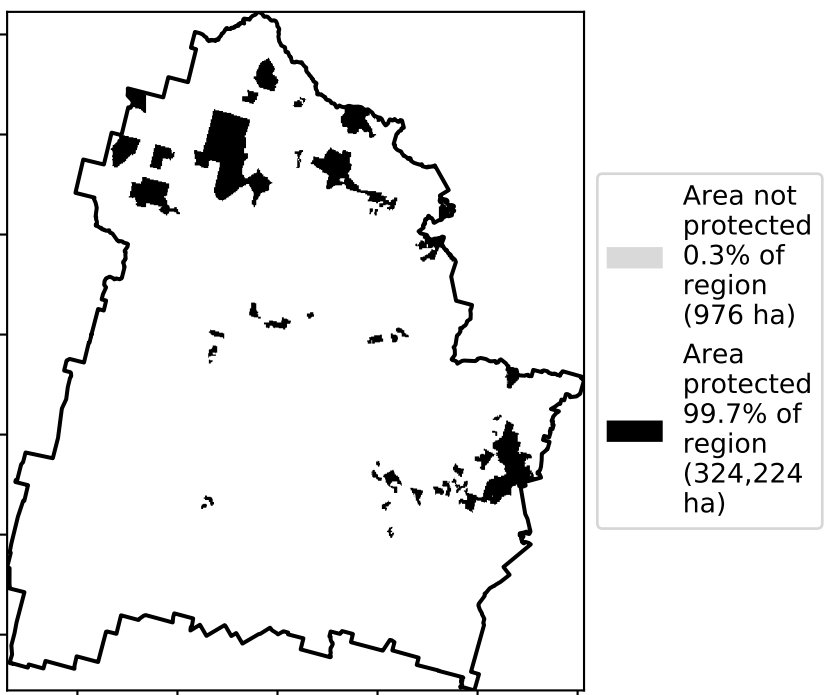 Area not
protected
0.3% of
region
(976 ha)
Area
protected
99.7% of
region
(324,224
ha)